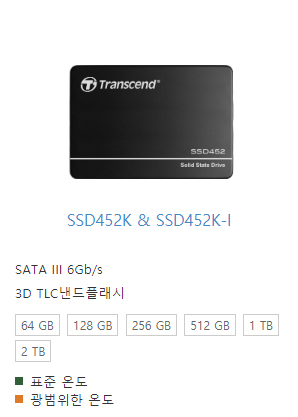 Transcend®
SSD452
Solid State Drive
SSD452K & SSD452K-I
SATA III 6Gb/s
3D TLC낸드플래시
64 GB 128 GB 256 GB 512 GB 1 TB
2 TB
표준 온도
광범위한 온도